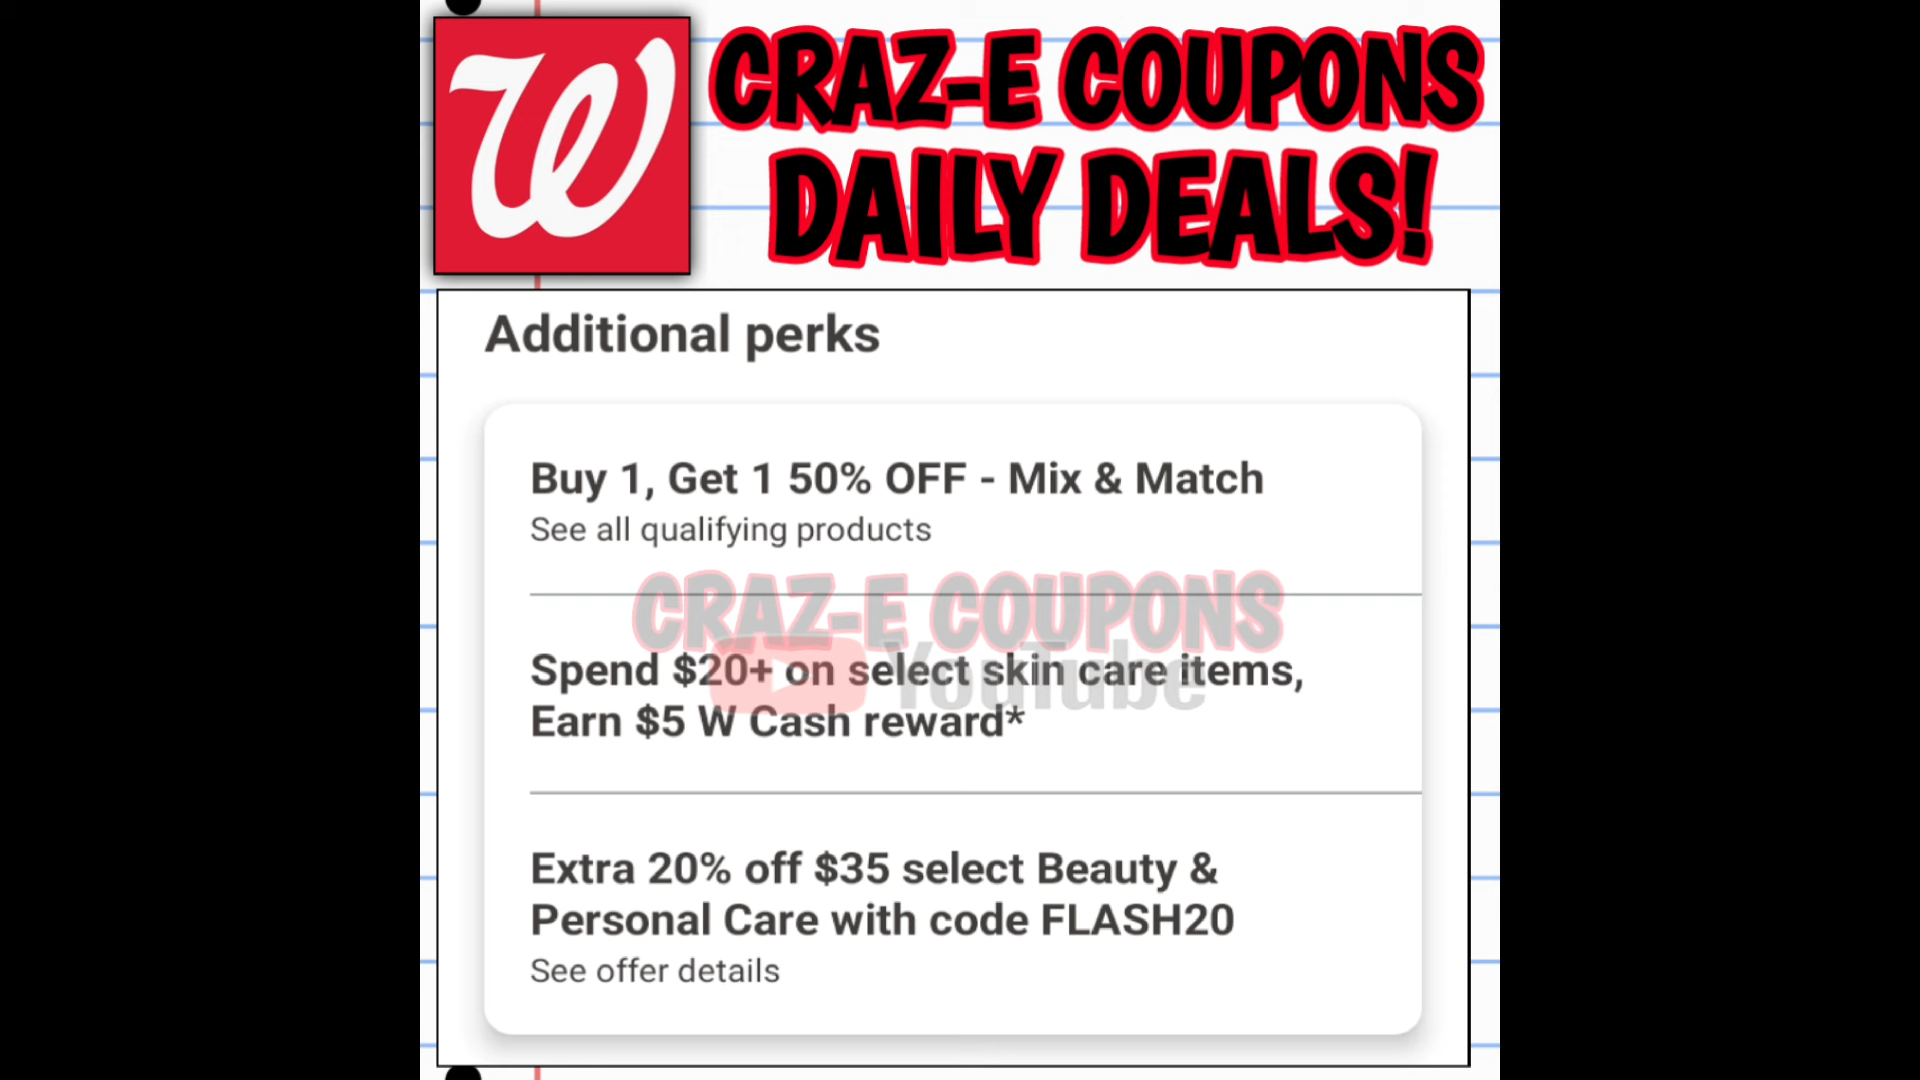 W
CRAZ-E COUPONS
DAILY DEALS!
Additional perks
Buy 1, Get 1 50% OFF - Mix & Match
See all qualifying products
CRAZ-E COUPONS
YouTube
Spend $20+ on select skin care items,
Earn $5 W Cash reward*
Extra 20% off $35 select Beauty &
Personal Care with code FLASH20
See offer details